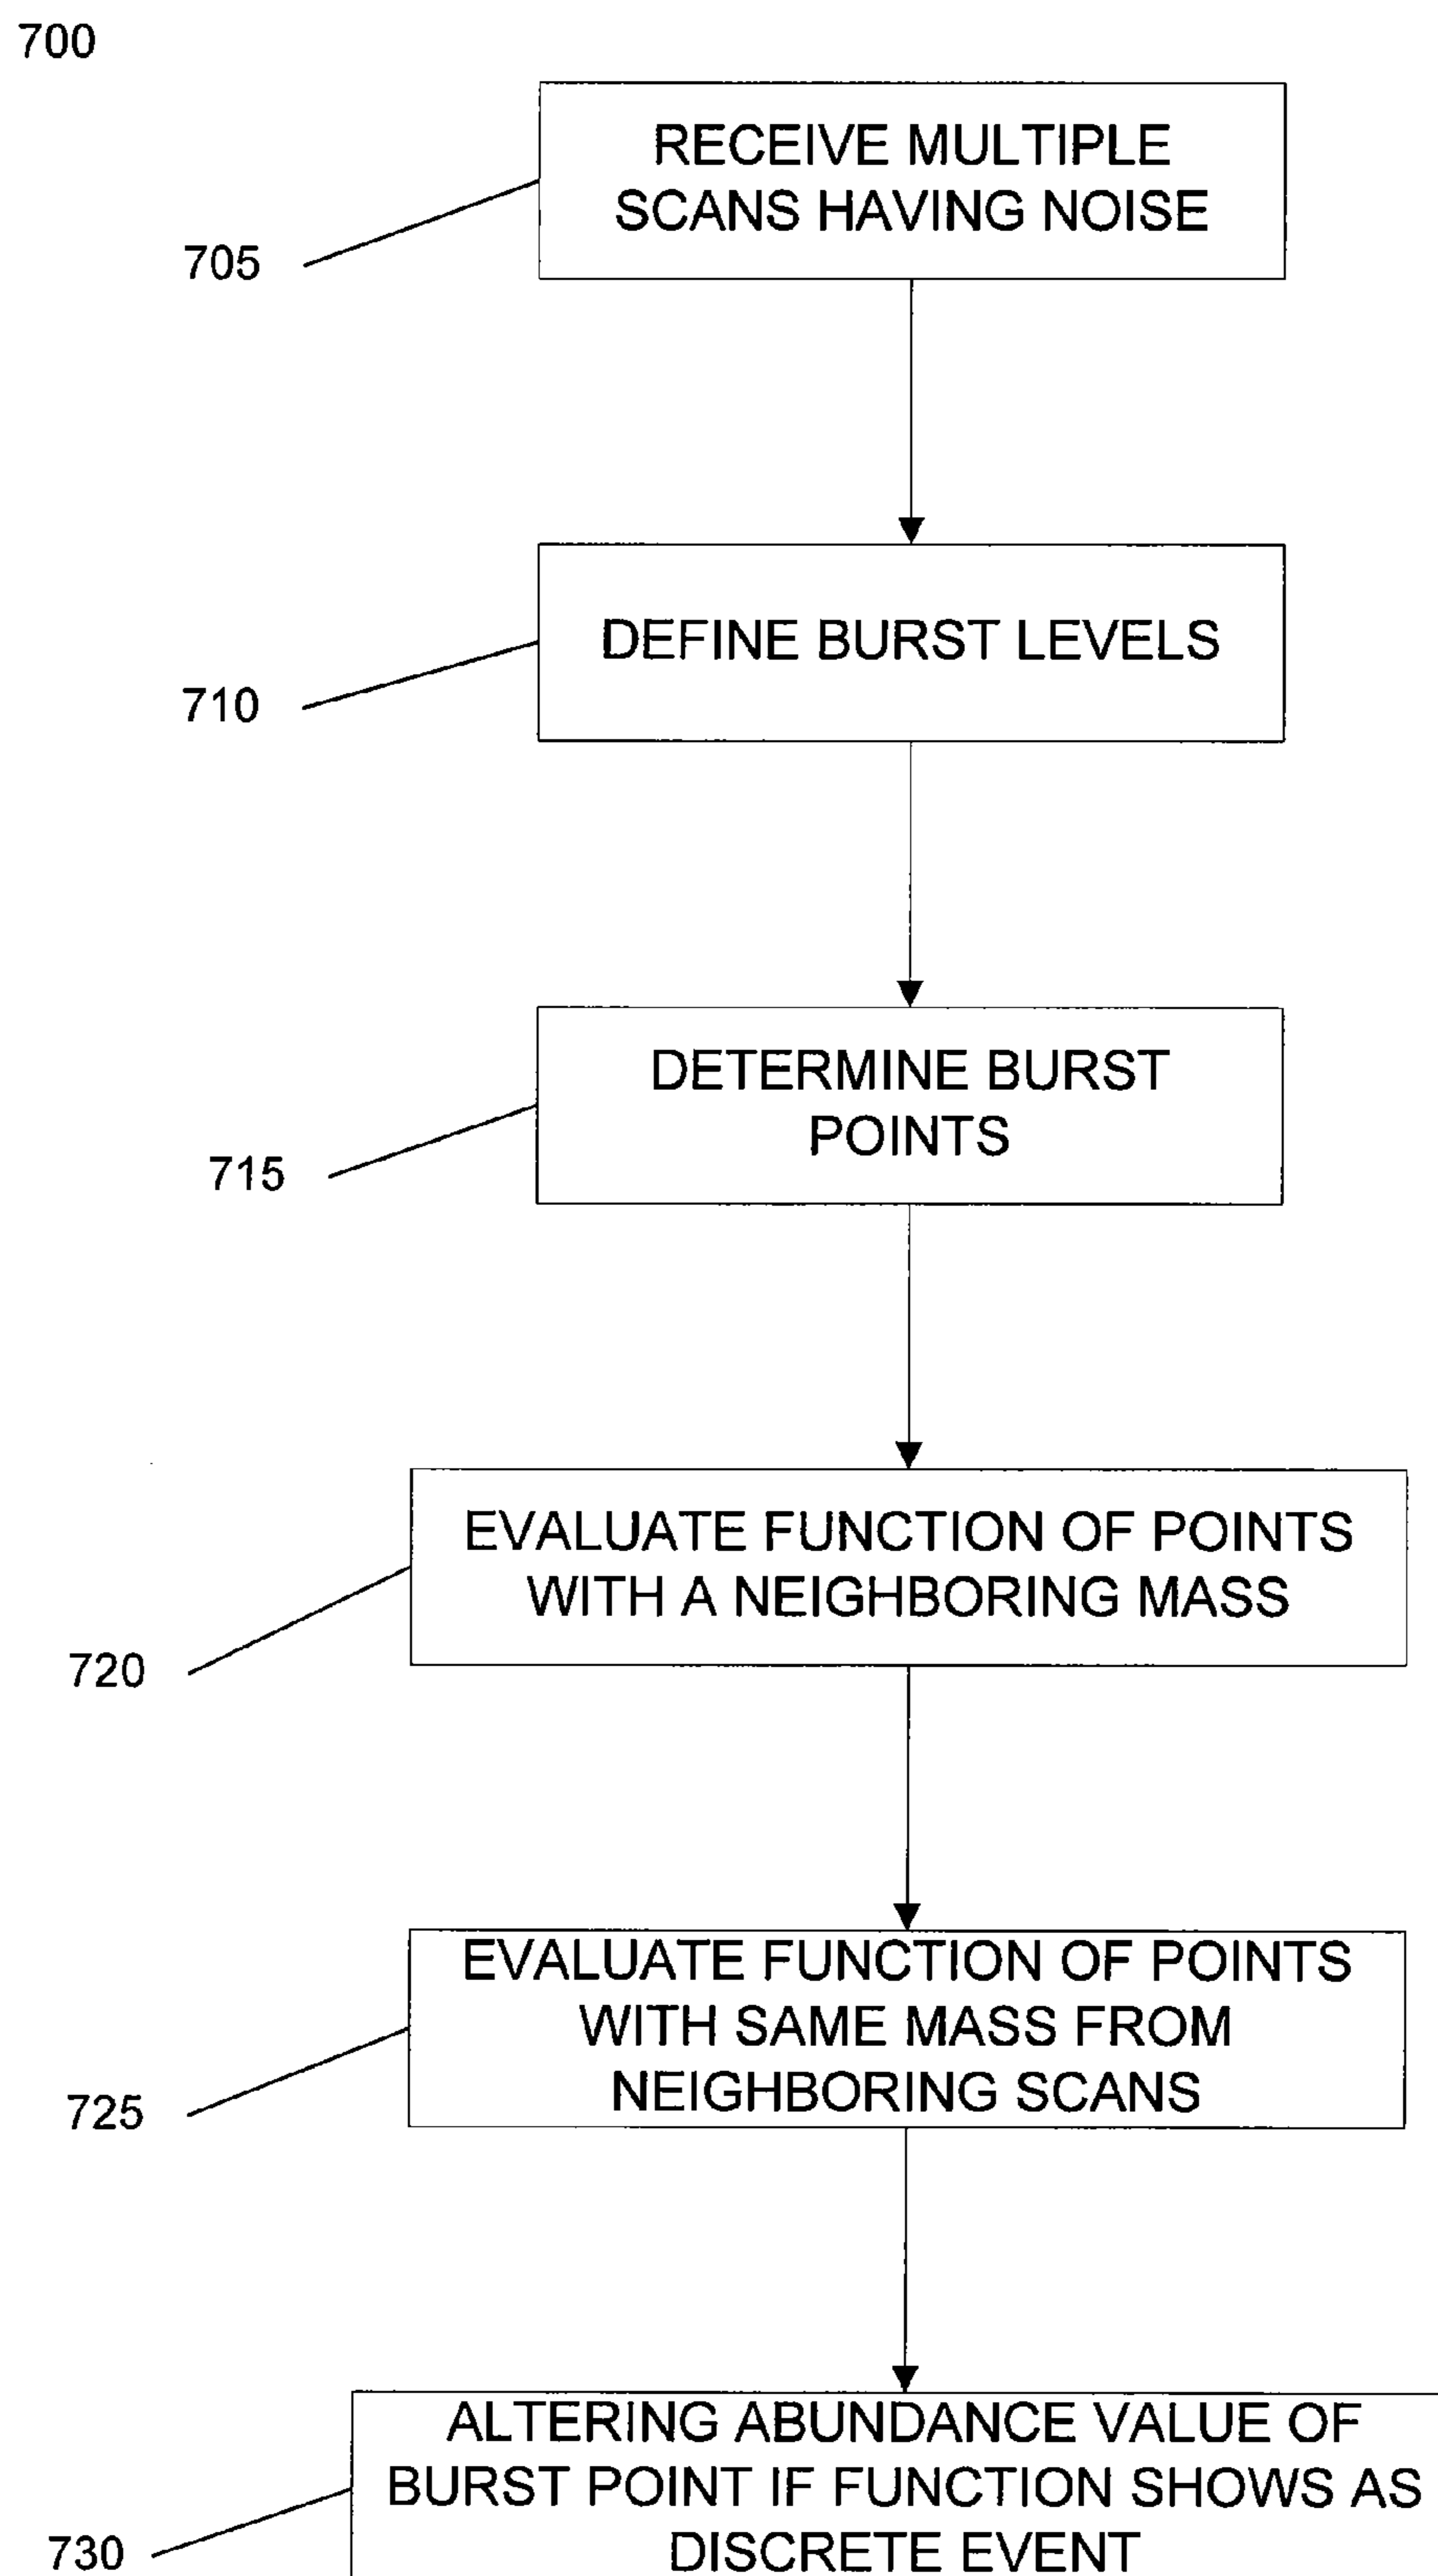 700
RECEIVE MULTIPLE
SCANS HAVING NOISE
705
DEFINE BURST LEVELS
710
DETERMINE BURST
POINTS
715
EVALUATE FUNCTION OF POINTS
WITH A NEIGHBORING MASS
720
EVALUATE FUNCTION OF POINTS
WITH SAME MASS FROM
NEIGHBORING SCANS
725
ALTERING ABUNDANCE VALUE OF
BURST POINT IF FUNCTION SHOWS AS
DISCRETE EVENT
730